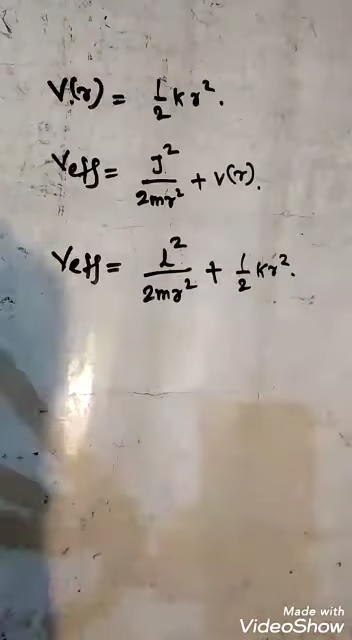 V(r) = 1/2 kr².
Veff = J²/2mr² + V(r).
Veff = L²/2mr² + 1/2 kr².
Made with
VideoShow